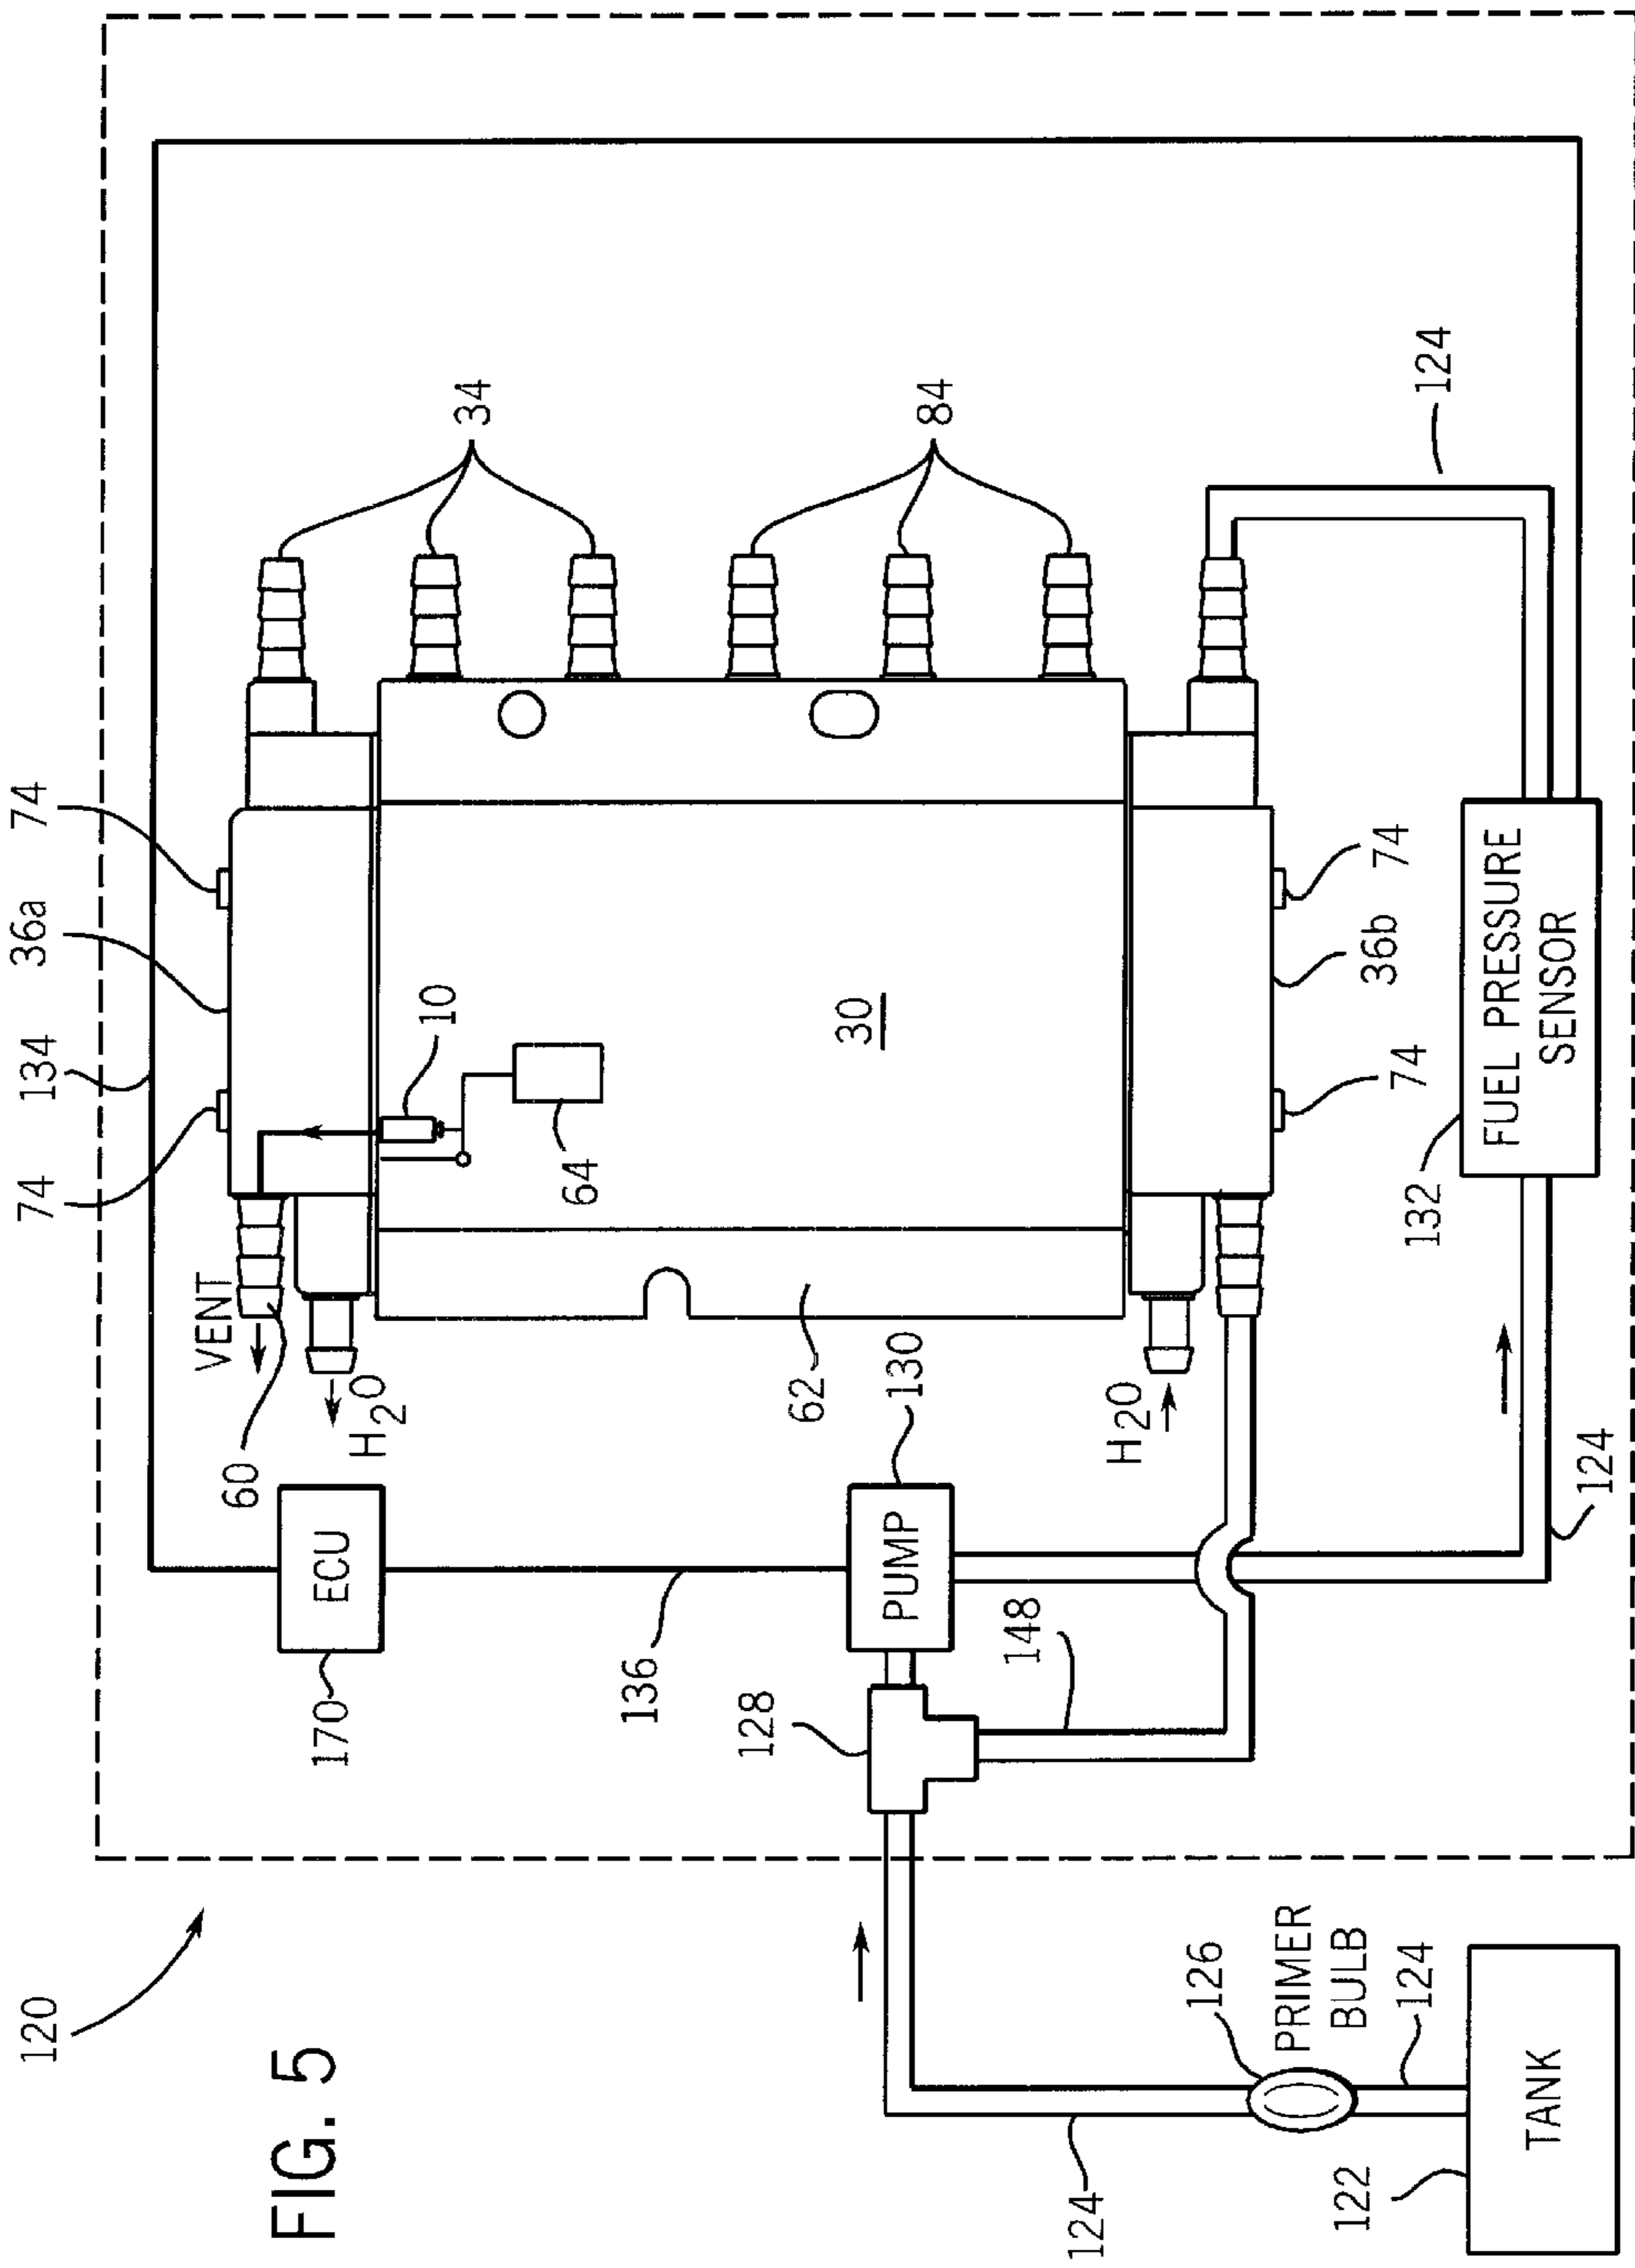 FIG. 5
120
74
134
36a
74
VENT
60
H2O
10
64
30
34
84
ECU
170
136
62
130
PUMP
128
148
H2O
74
36b
74
124
132
FUEL PRESSURE
SENSOR
124
126
PRIMER
BULB
124
124
122
TANK